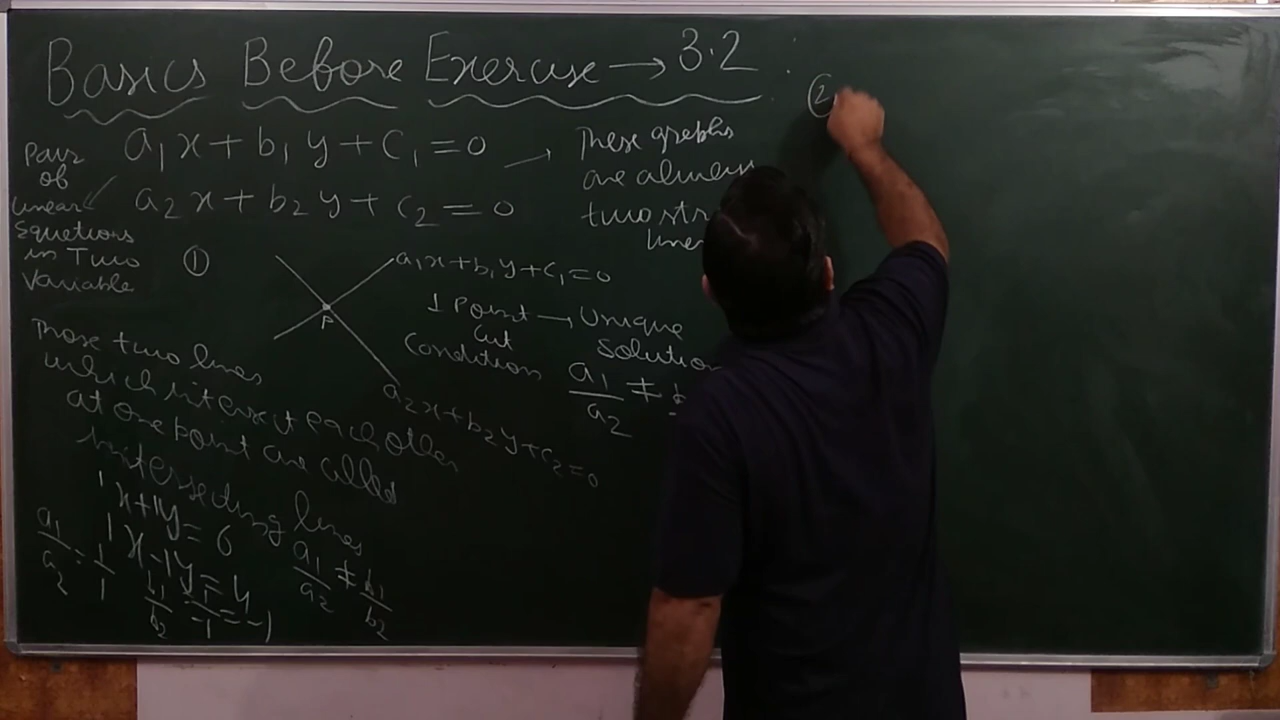 Basics Before Exercise → 3.2
Pair
of
Linear
Equations
in Two
Variable
a₁x + b₁y + c₁ = 0
a₂x + b₂y + c₂ = 0
These graphs
are always
two str
lines
①
a₁x + b₁y + c₁ = 0
P
a₂x + b₂y + c₂ = 0
1 Point → Unique
Cut solution
Condition
a₁/a₂ ≠
Those two lines
which intersect each other
at one point are called
intersecting lines
1x + 1y = 6
1x - 1y = 4
a₁/a₂ = 1/1
b₁/b₂ = 1/-1 = -1
a₁/a₂ ≠ b₁/b₂
②